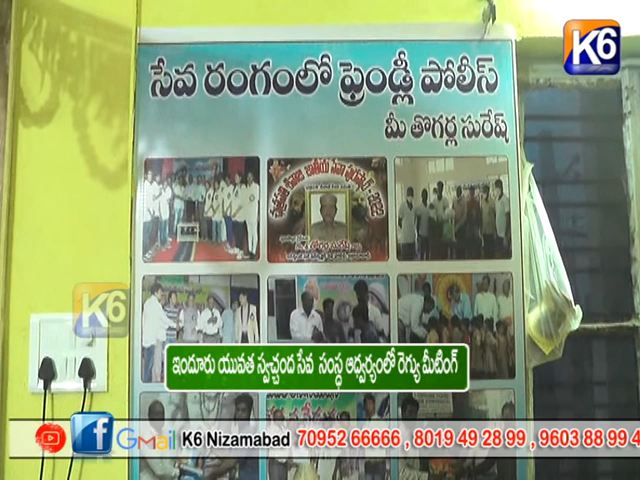 K6
సేవ రంగంలో ఫ్రెండ్లీ పోలీస్
మీ తొగర్ల సురేష్
K6
ఇందూరు యువత స్వచ్చంద సేవ సంస్థ ఆధ్వర్యంలో రెగ్యు మీటింగ్
f Gmail K6 Nizamabad 70952 66666 , 8019 49 28 99 , 9603 88 99 4